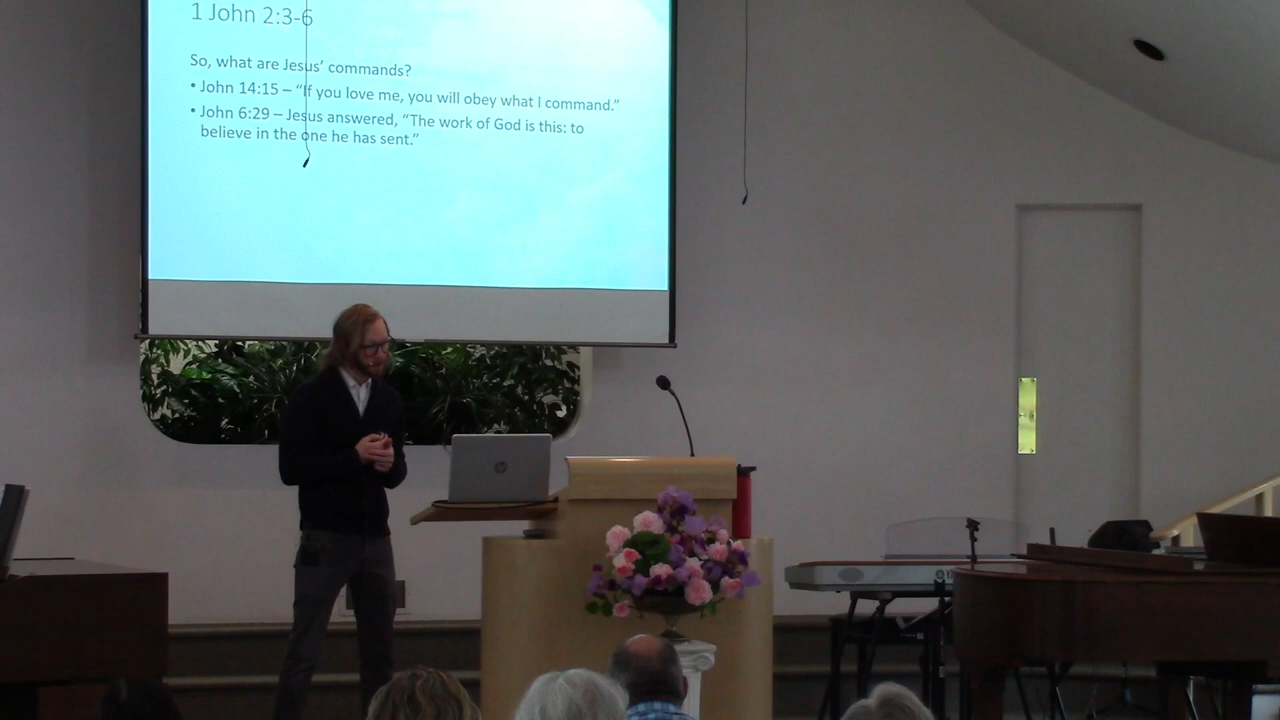 1 John 2:3-6
So, what are Jesus’ commands?
• John 14:15 – “If you love me, you will obey what I command.”
• John 6:29 – Jesus answered, “The work of God is this: to
believe in the one he has sent.”
hp